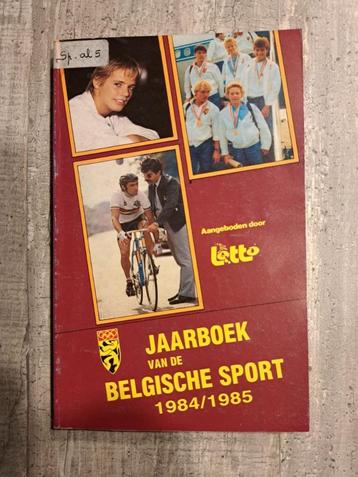 Sp. al 5
Aangeboden door
Lotto
JAARBOEK
VAN DE
BELGISCHE SPORT
1984/1985